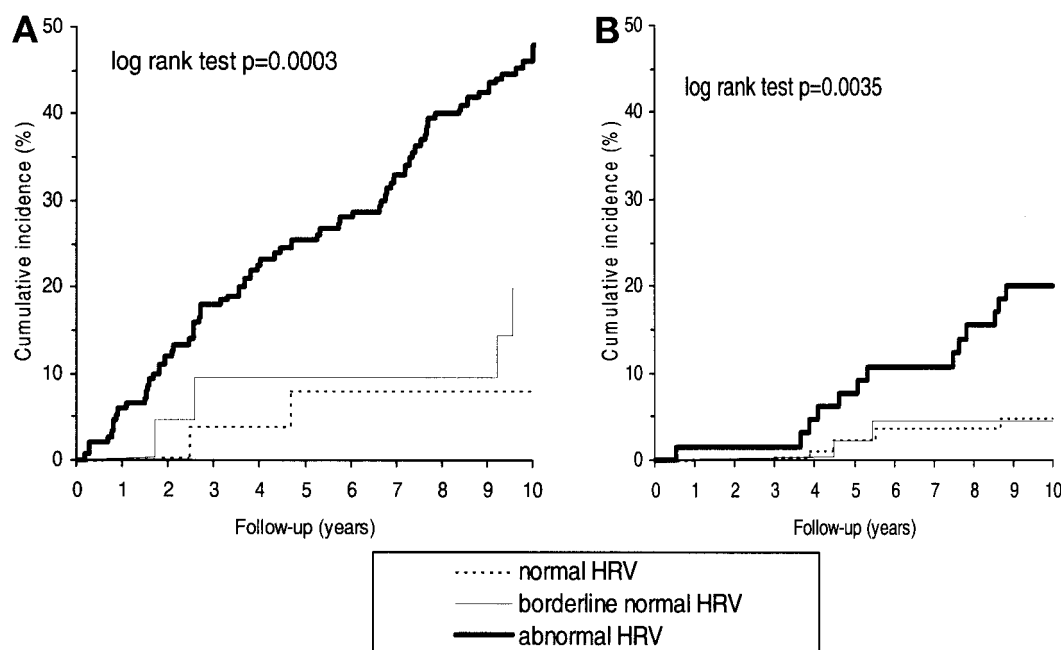 A
log rank test p=0.0003
Cumulative incidence (%)
50
40
30
20
10
0
0 1 2 3 4 5 6 7 8 9 10
Follow-up (years)
B
log rank test p=0.0035
Cumulative incidence (%)
50
40
30
20
10
0
0 1 2 3 4 5 6 7 8 9 10
Follow-up (years)
normal HRV
borderline normal HRV
abnormal HRV